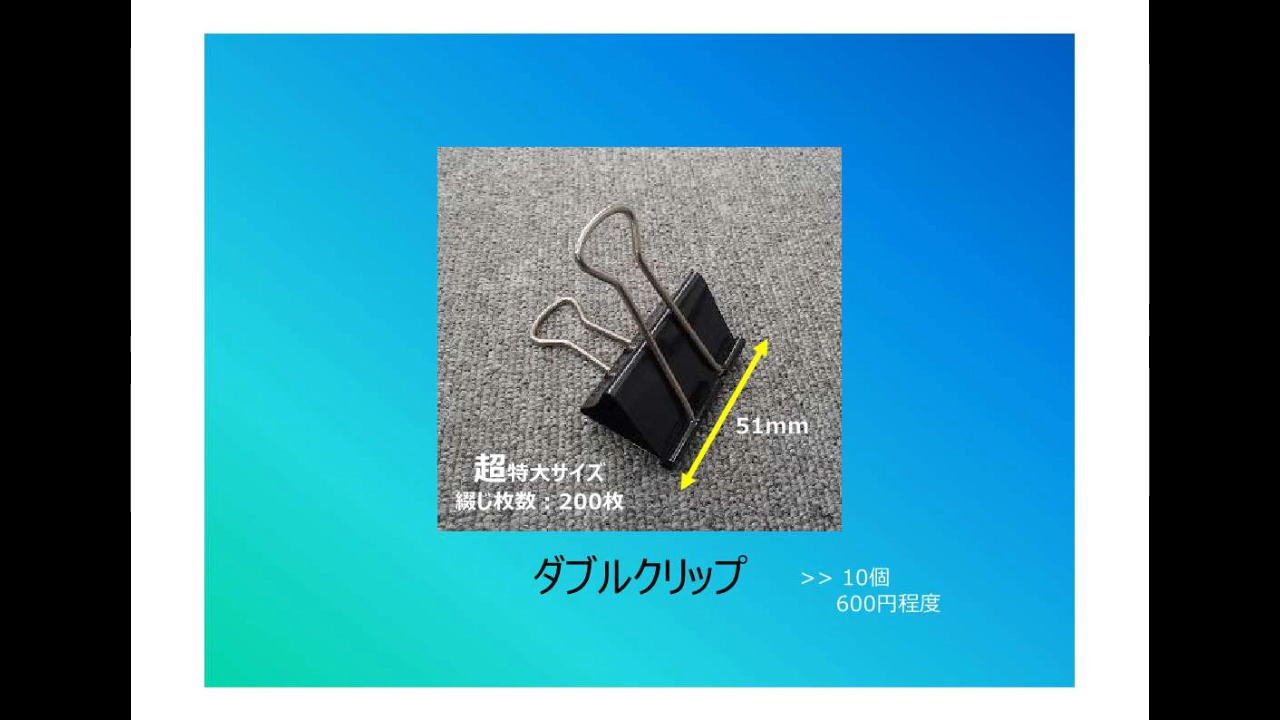 51mm
超特大サイズ
綴じ枚数：200枚
ダブルクリップ
>> 10個
600円程度